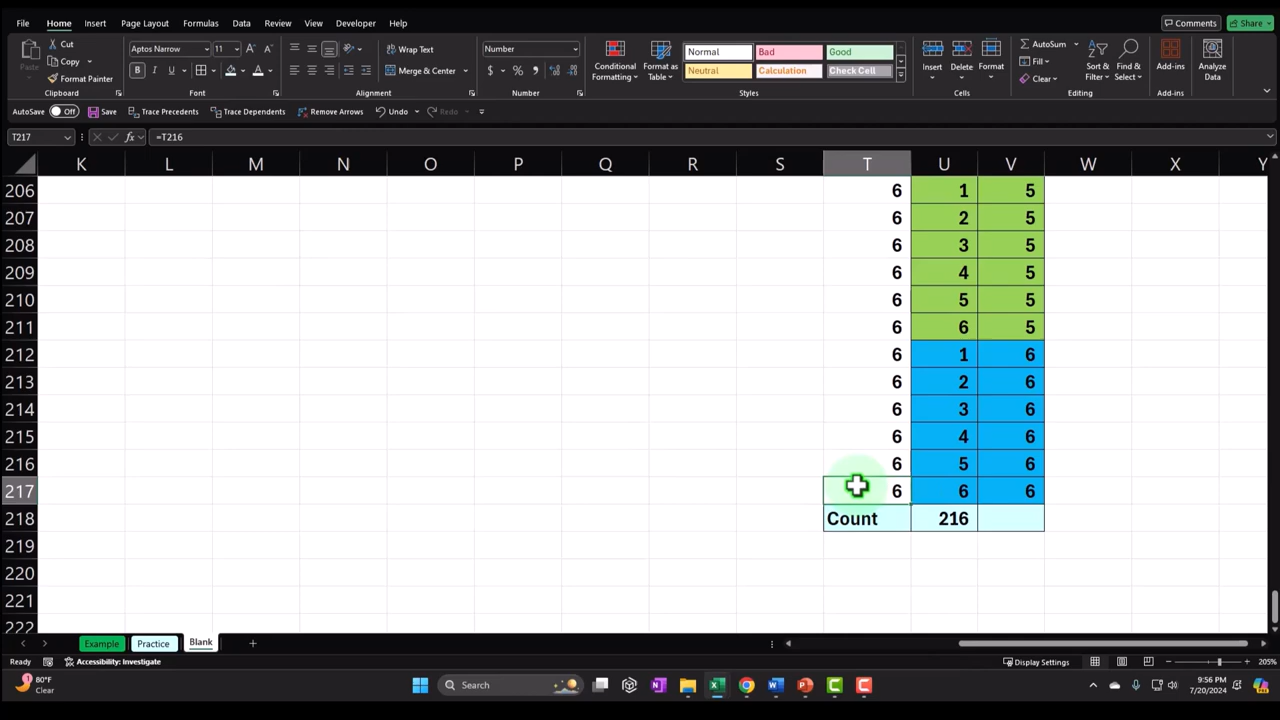 File Home Insert Page Layout Formulas Data Review View Developer Help Comments Share
Paste Cut Copy Format Painter Clipboard
Aptos Narrow 11 A A B I U A Font
Wrap Text Merge & Center Alignment
Number $ % Number
Conditional Formatting Format as Table Normal Bad Good Neutral Calculation Check Cell Styles
Insert Delete Format Cells
AutoSum Fill Clear Sort & Filter Find & Select Editing
Add-ins Add-ins
Analyze Data
AutoSave Off Save Trace Precedents Trace Dependents Remove Arrows Undo Redo
T217 fx =T216
K L M N O P Q R S T U V W X Y
206 6 1 5
207 6 2 5
208 6 3 5
209 6 4 5
210 6 5 5
211 6 6 5
212 6 1 6
213 6 2 6
214 6 3 6
215 6 4 6
216 6 5 6
217 6 6 6
218 Count 216
219
220
221
222
Example Practice Blank
Ready Accessibility: Investigate Display Settings 205%
80°F Clear Search 9:56 PM 7/20/2024